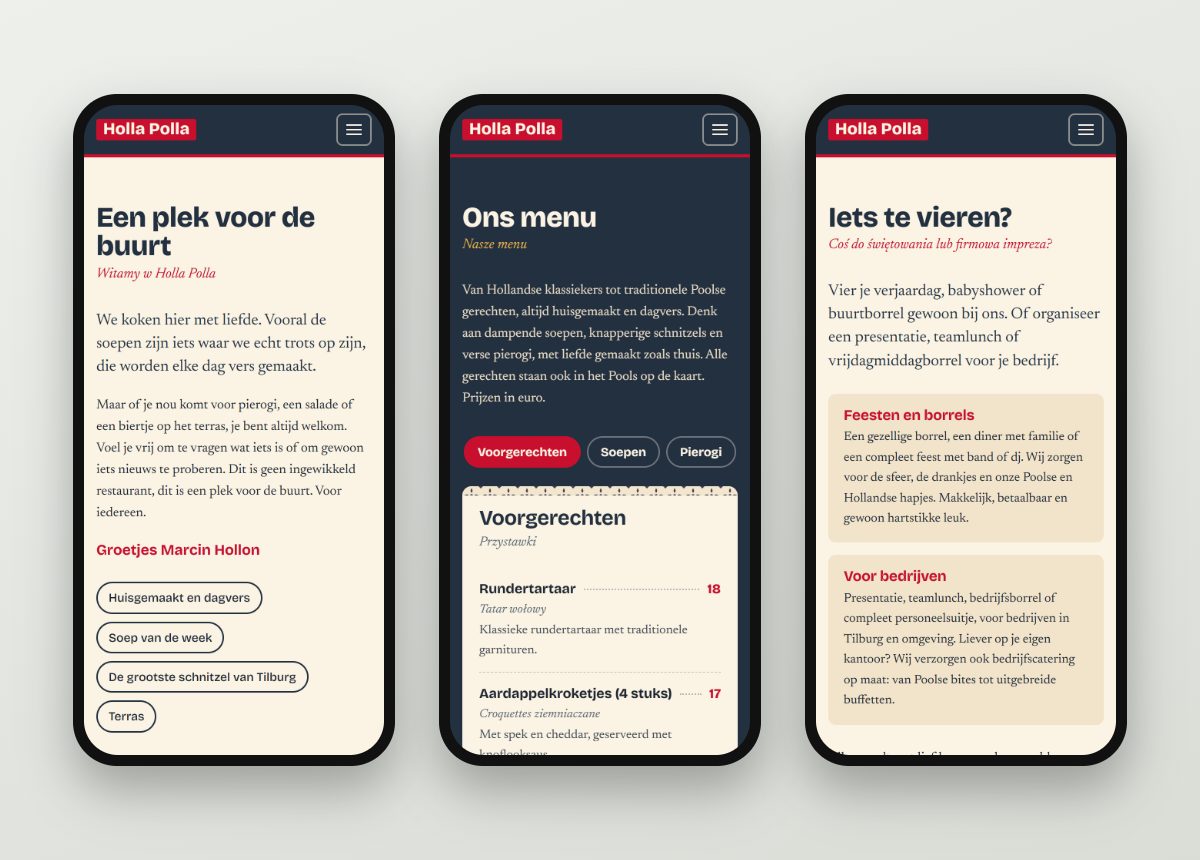 Holla Polla
Een plek voor de
buurt
Witamy w Holla Polla
We koken hier met liefde. Vooral de
soepen zijn iets waar we echt trots op zijn,
die worden elke dag vers gemaakt.
Maar of je nou komt voor pierogi, een salade of
een biertje op het terras, je bent altijd welkom.
Voel je vrij om te vragen wat iets is of om gewoon
iets nieuws te proberen. Dit is geen ingewikkeld
restaurant, dit is een plek voor de buurt. Voor
iedereen.
Groetjes Marcin Hollon
Huisgemaakt en dagvers
Soep van de week
De grootste schnitzel van Tilburg
Terras
Holla Polla
Ons menu
Nasze menu
Van Hollandse klassiekers tot traditionele Poolse
gerechten, altijd huisgemaakt en dagvers. Denk
aan dampende soepen, knapperige schnitzels en
verse pierogi, met liefde gemaakt zoals thuis. Alle
gerechten staan ook in het Pools op de kaart.
Prijzen in euro.
Voorgerechten Soepen Pierogi
Voorgerechten
Przystawki
Rundertartaar 18
Tatar wołowy
Klassieke rundertartaar met traditionele
garnituren.
Aardappelkroketjes (4 stuks) 17
Croquettes ziemniaczane
Met spek en cheddar, geserveerd met
knoflooksaus
Holla Polla
Iets te vieren?
Coś do świętowania lub firmowa impreza?
Vier je verjaardag, babyshower of
buurtborrel gewoon bij ons. Of organiseer
een presentatie, teamlunch of
vrijdagmiddagborrel voor je bedrijf.
Feesten en borrels
Een gezellige borrel, een diner met familie of
een compleet feest met band of dj. Wij zorgen
voor de sfeer, de drankjes en onze Poolse en
Hollandse hapjes. Makkelijk, betaalbaar en
gewoon hartstikke leuk.
Voor bedrijven
Presentatie, teamlunch, bedrijfsborrel of
compleet personeelsuitje, voor bedrijven in
Tilburg en omgeving. Liever op je eigen
kantoor? Wij verzorgen ook bedrijfscatering
op maat: van Poolse bites tot uitgebreide
buffetten.